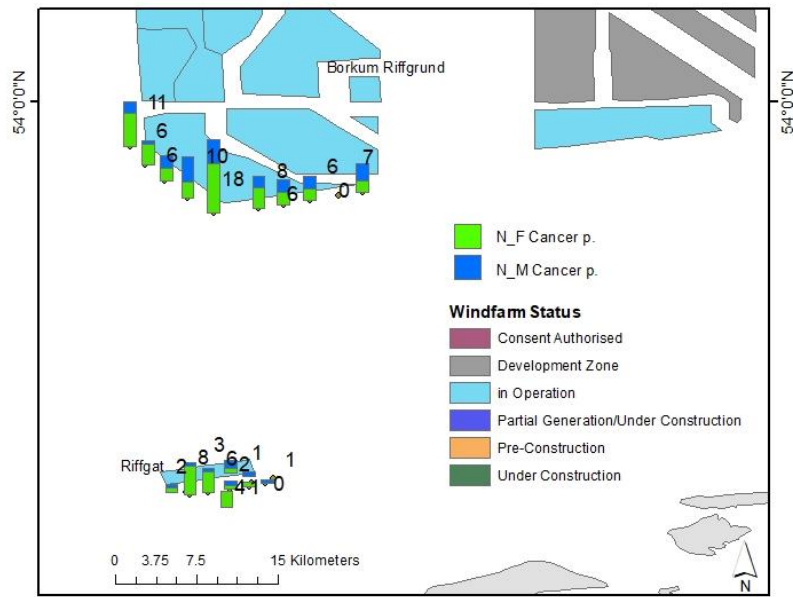 Borkum Riffgrund
54°0'0"N
54°0'0"N
11
6
6
10
18
8
6
6
0
7
N_F Cancer p.
N_M Cancer p.
Windfarm Status
Consent Authorised
Development Zone
in Operation
Partial Generation/Under Construction
Pre-Construction
Under Construction
Riffgat
2
8
3
6
2
1
1
4
1
0
0 3.75 7.5 15 Kilometers
N